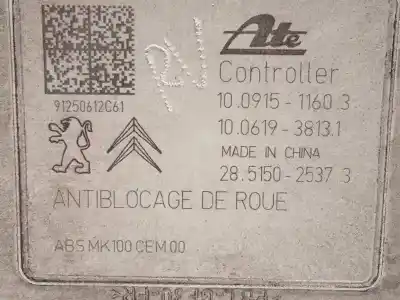 Ate
Controller
10.0915-1160.3
10.0619-3813.1
MADE IN CHINA
28.5150-2537 3
91250612C61
ANTIBLOCAGE DE ROUE
ABS MK100 CEM 00